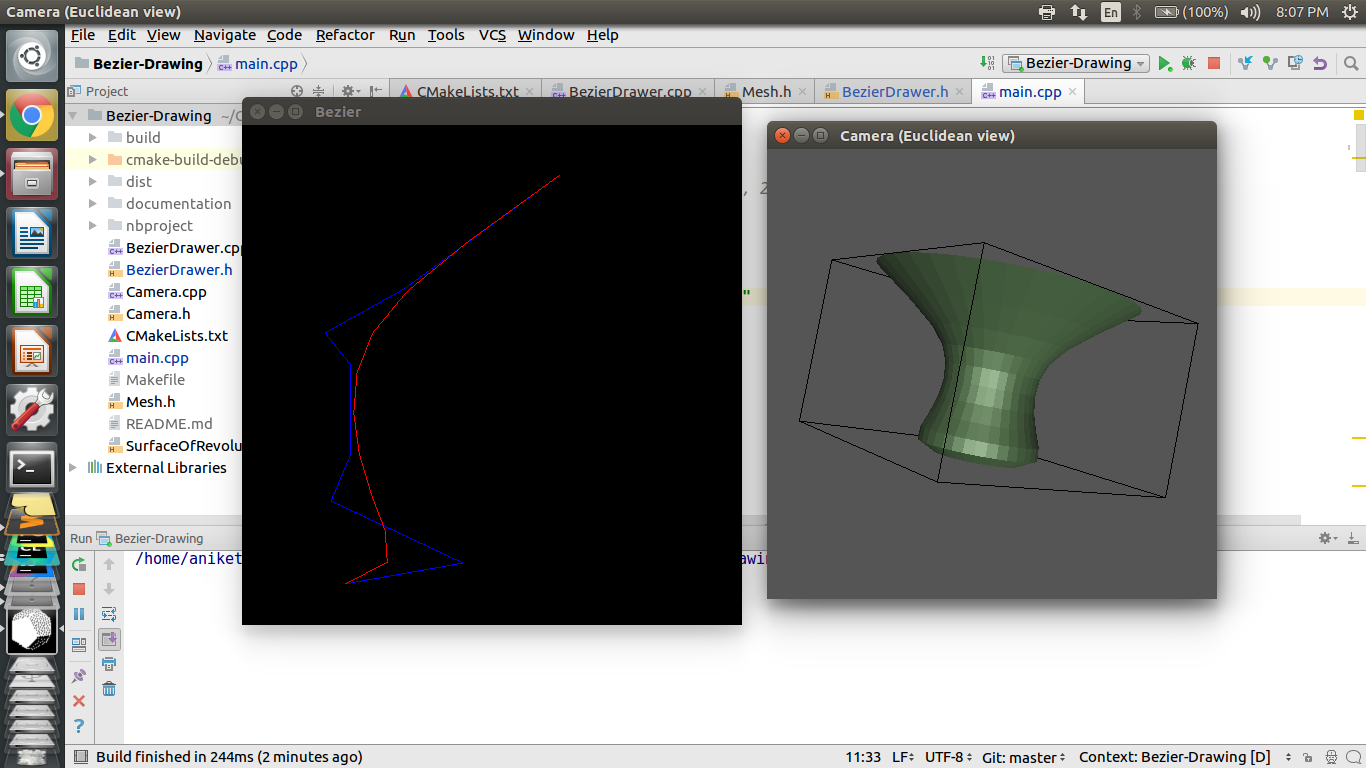 Camera (Euclidean view) En (100%) 8:07 PM
File Edit View Navigate Code Refactor Run Tools VCS Window Help
Bezier-Drawing main.cpp Bezier-Drawing
Project CMakeLists.txt BezierDrawer.cpp Mesh.h BezierDrawer.h main.cpp
Bezier
Camera (Euclidean view)
Bezier-Drawing
build
cmake-build-debu
dist
documentation
nbproject
BezierDrawer.cpp
BezierDrawer.h
Camera.cpp
Camera.h
CMakeLists.txt
main.cpp
Makefile
Mesh.h
README.md
SurfaceOfRevolu
External Libraries
, 2
"
Run Bezier-Drawing
/home/aniket
awin
Build finished in 244ms (2 minutes ago) 11:33 LF UTF-8 Git: master Context: Bezier-Drawing [D]